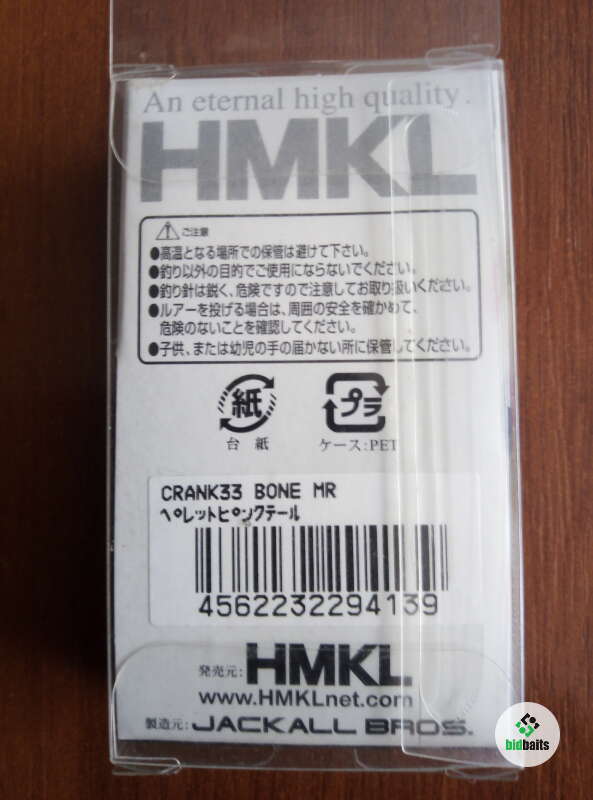 An eternal high quality.
HMKL
ご注意
●高温となる場所での保管は避けて下さい。
●釣り以外の目的でご使用にならないでください。
●釣り針は鋭く、危険ですので注意してお取り扱いください。
●ルアーを投げる場合は、周囲の安全を確かめて、
危険のないことを確認してください。
●子供、または幼児の手の届かない所に保管してください。
紙 プラ
台紙 ケース:PET
CRANK33 BONE MR
ペレットピンクテール
4562232294139
発売元: HMKL
www.HMKLnet.com
製造元: JACKALL BROS.
bidbaits